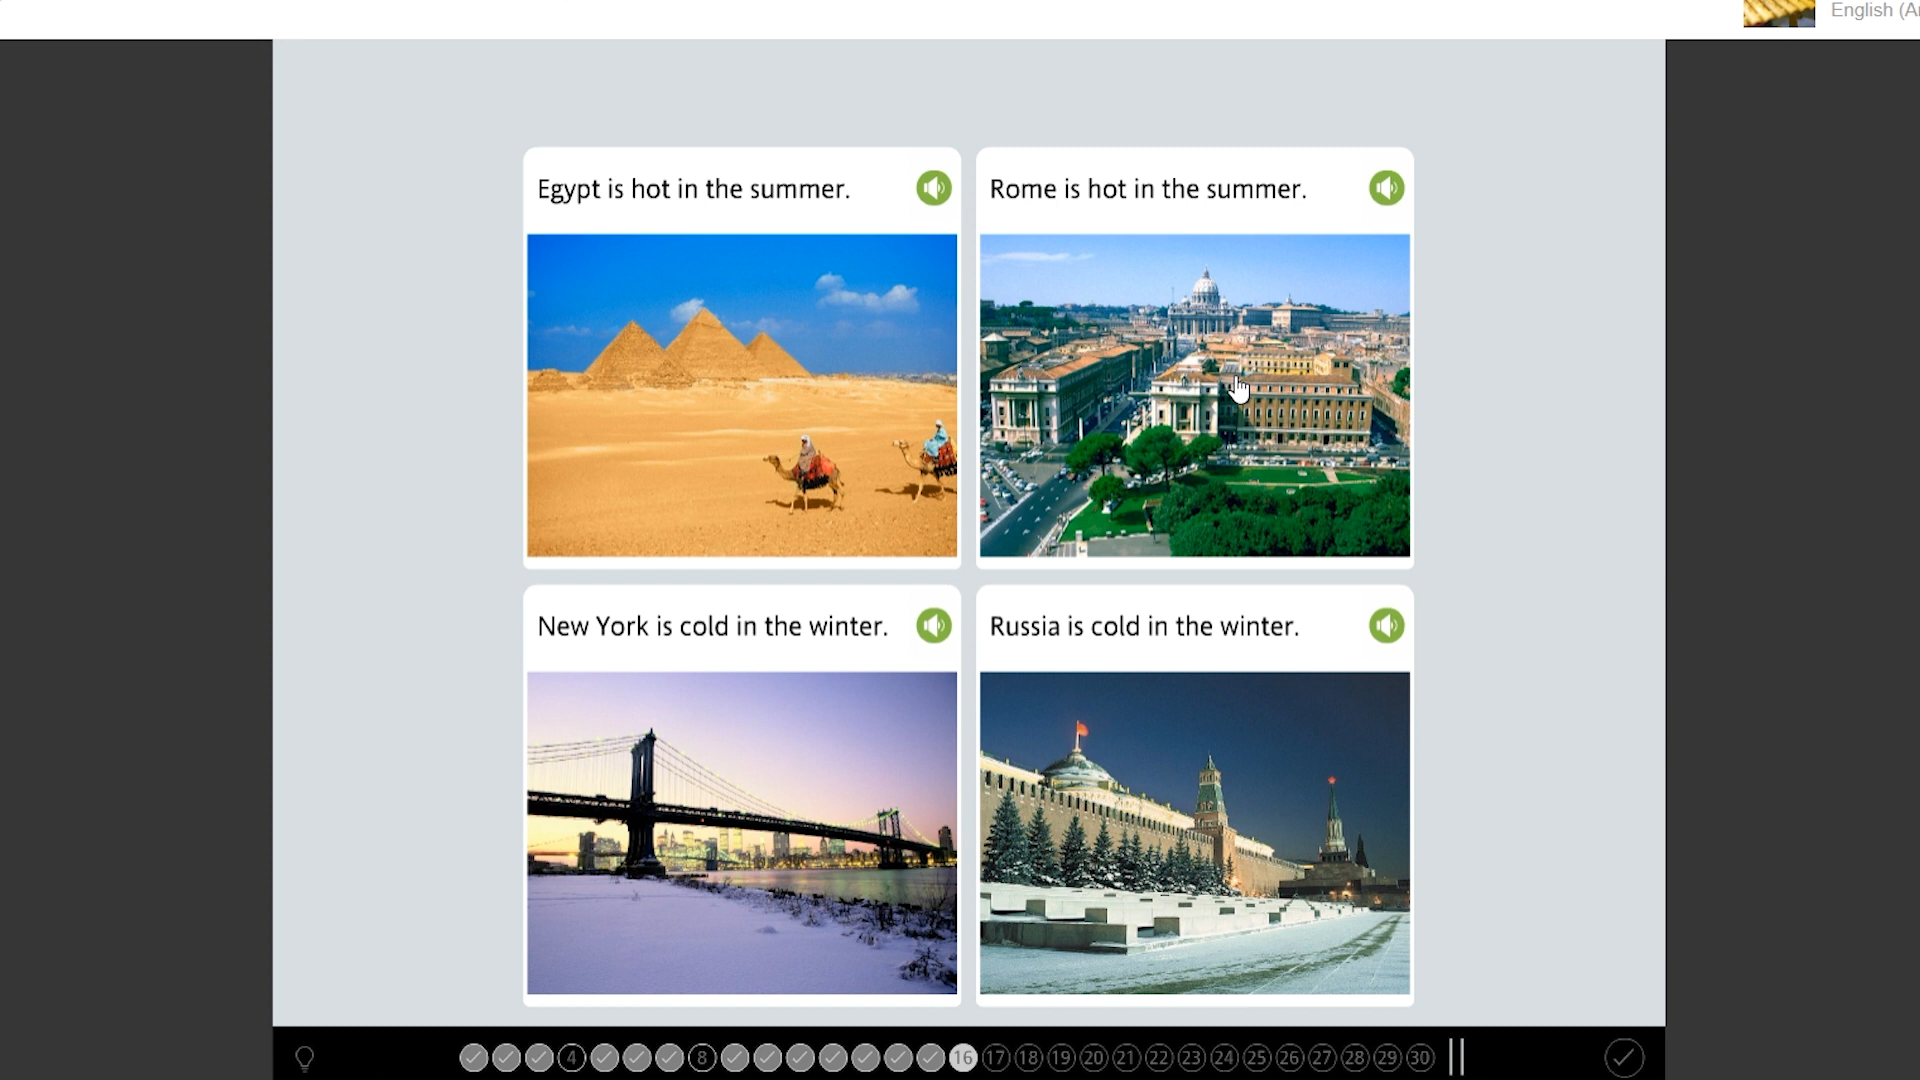 English (A
Egypt is hot in the summer.
Rome is hot in the summer.
New York is cold in the winter.
Russia is cold in the winter.
4 8 16 17 18 19 20 21 22 23 24 25 26 27 28 29 30